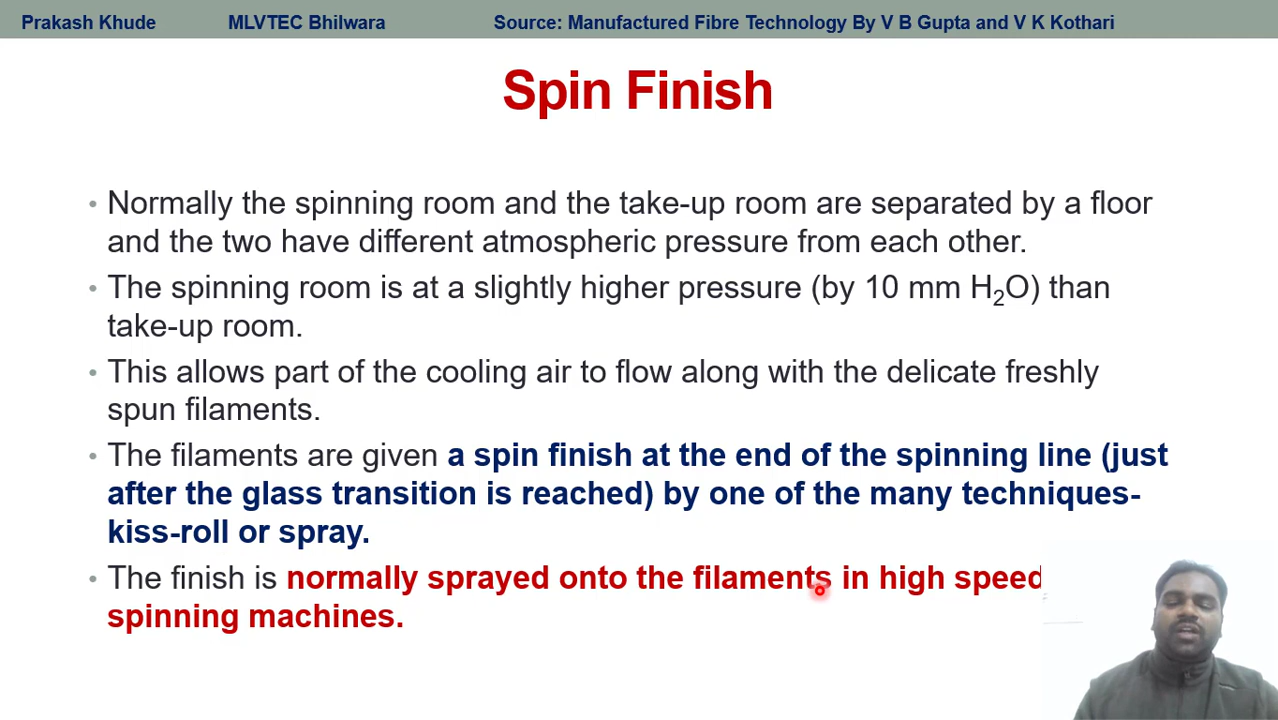 Prakash Khude MLVTEC Bhilwara Source: Manufactured Fibre Technology By V B Gupta and V K Kothari
Spin Finish
• Normally the spinning room and the take-up room are separated by a floor
and the two have different atmospheric pressure from each other.
• The spinning room is at a slightly higher pressure (by 10 mm H₂O) than
take-up room.
• This allows part of the cooling air to flow along with the delicate freshly
spun filaments.
• The filaments are given a spin finish at the end of the spinning line (just
after the glass transition is reached) by one of the many techniques-
kiss-roll or spray.
• The finish is normally sprayed onto the filaments in high speed
spinning machines.